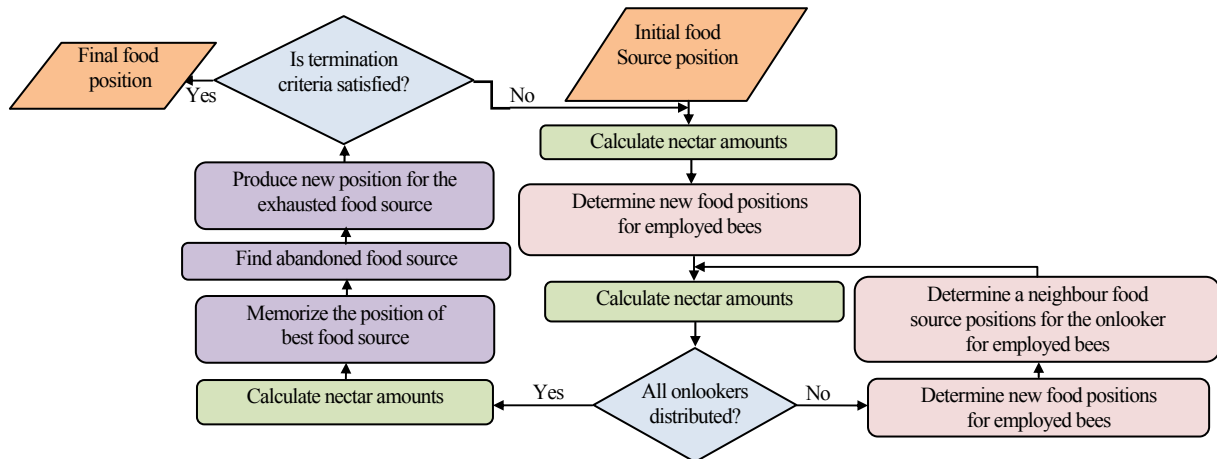 Final food
position
Is termination
criteria satisfied?
Initial food
Source position
Yes
No
Calculate nectar amounts
Produce new position for the
exhausted food source
Determine new food positions
for employed bees
Find abandoned food source
Calculate nectar amounts
Determine a neighbour food
source positions for the onlooker
for employed bees
Memorize the position of
best food source
Calculate nectar amounts
Yes
All onlookers
distributed?
No
Determine new food positions
for employed bees